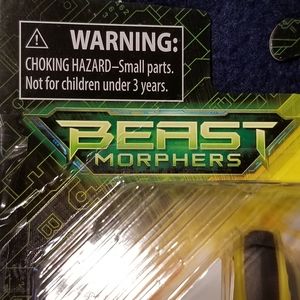 ⚠ WARNING:
CHOKING HAZARD–Small parts.
Not for children under 3 years.
BEAST
MORPHERS